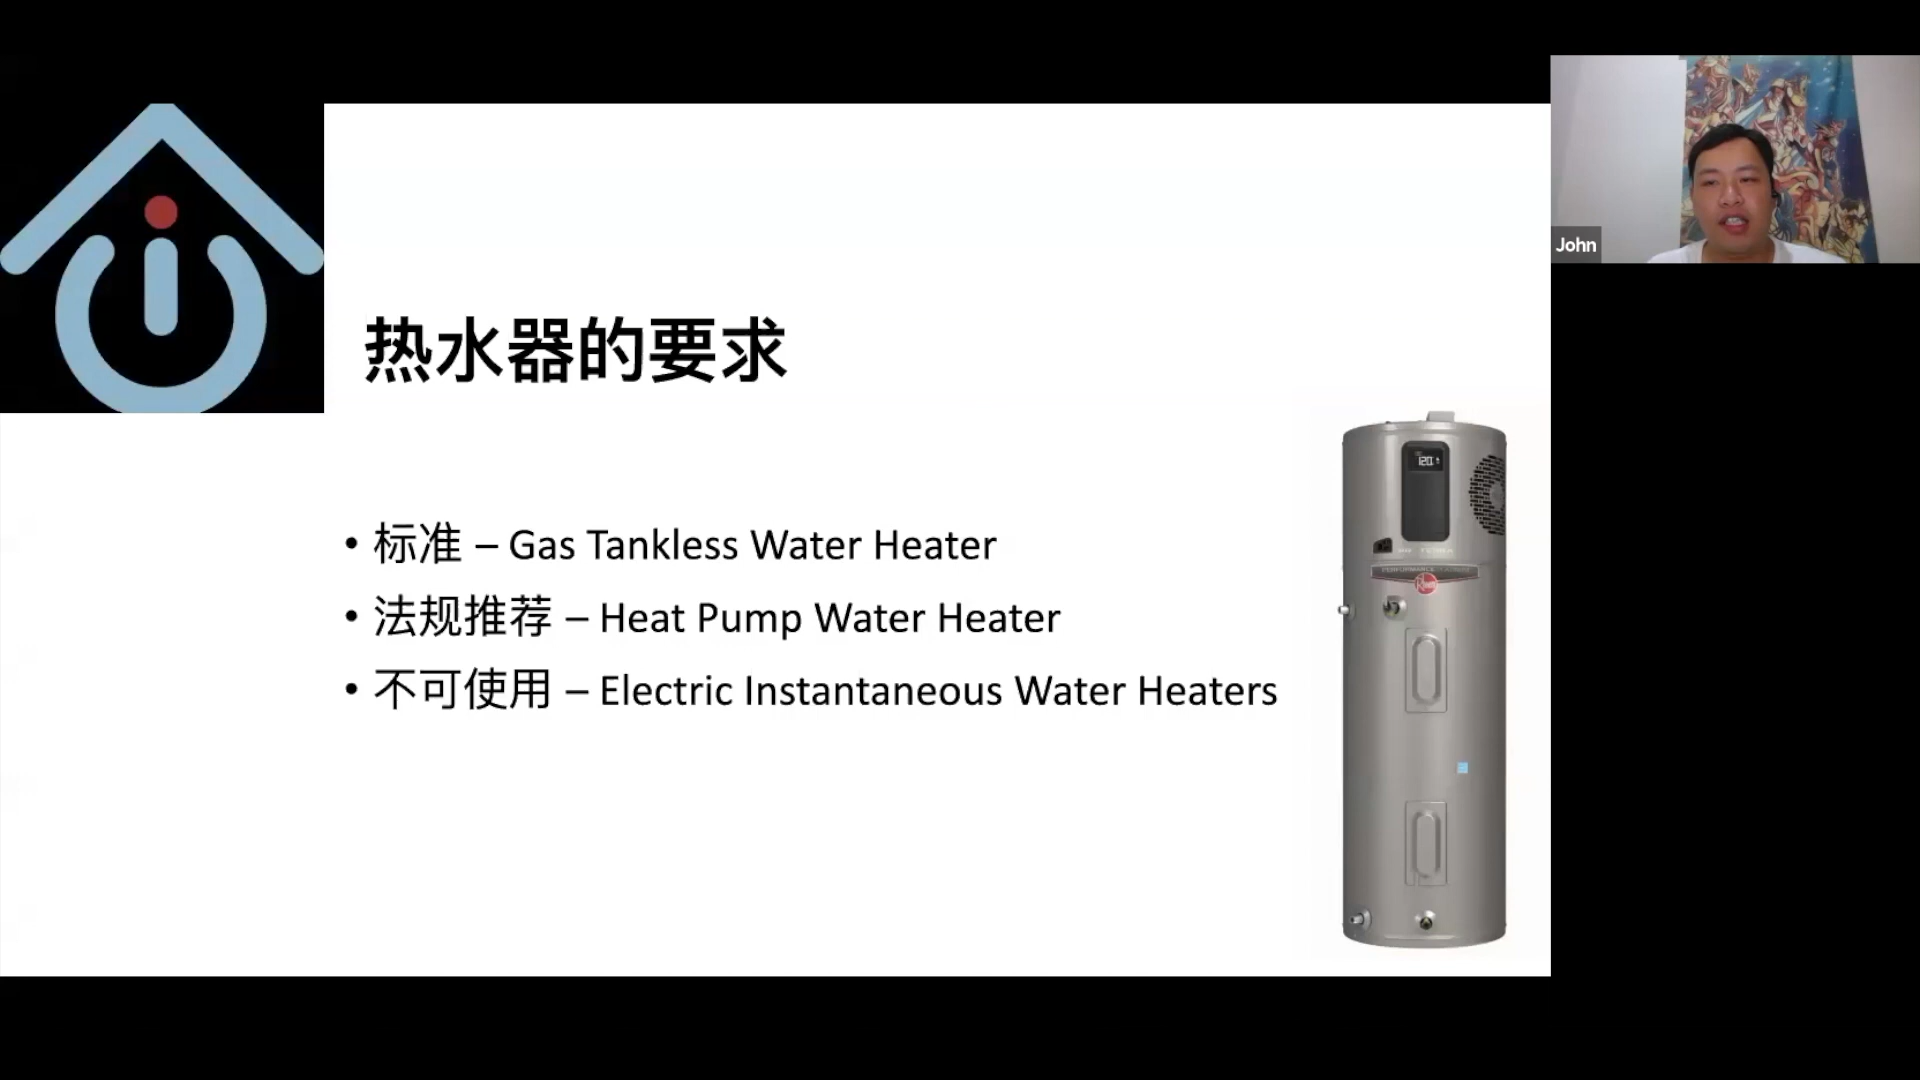 热水器的要求
• 标准 – Gas Tankless Water Heater
• 法规推荐 – Heat Pump Water Heater
• 不可使用 – Electric Instantaneous Water Heaters
120
Rheem
John